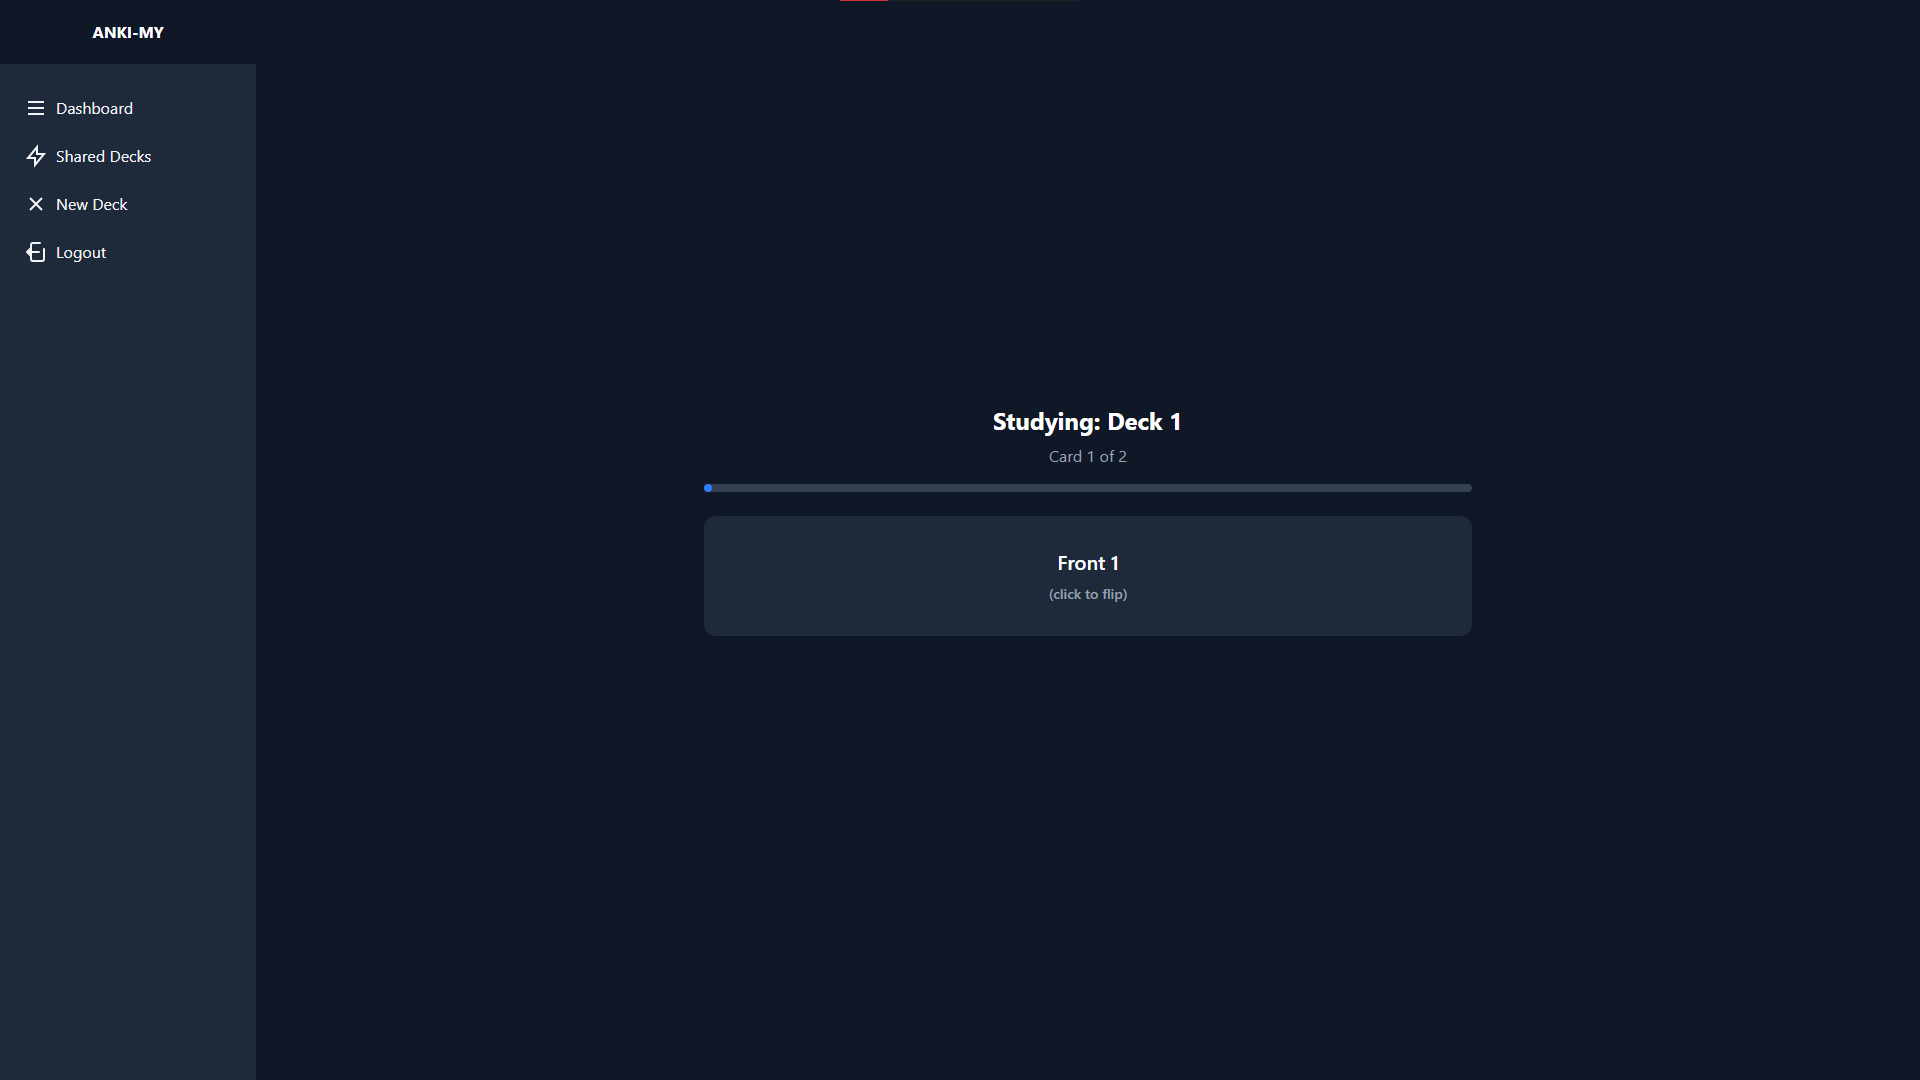 ANKI-MY
Dashboard
Shared Decks
New Deck
Logout
Studying: Deck 1
Card 1 of 2
Front 1
(click to flip)